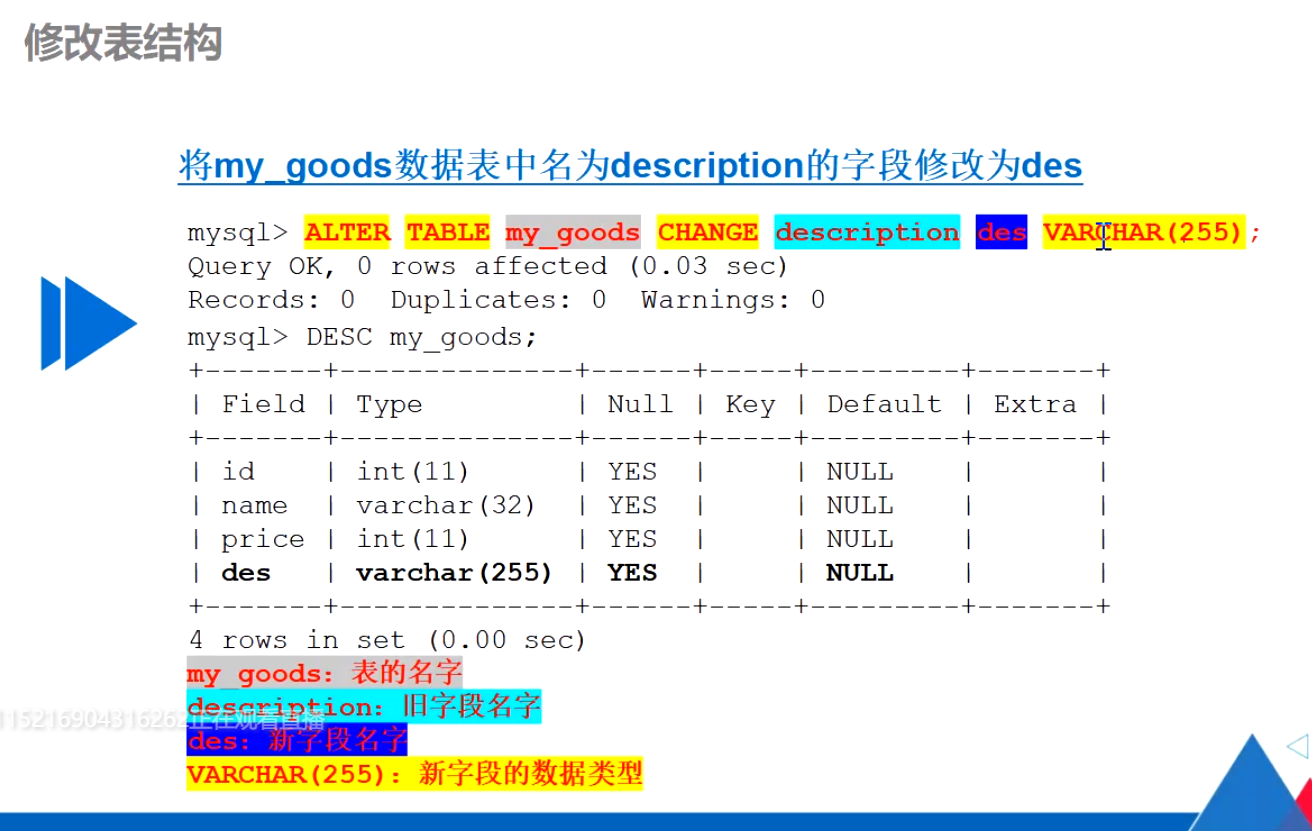 修改表结构
将my_goods数据表中名为description的字段修改为des
mysql> ALTER TABLE my_goods CHANGE description des VARCHAR(255);
Query OK, 0 rows affected (0.03 sec)
Records: 0  Duplicates: 0  Warnings: 0
mysql> DESC my_goods;
+-------+--------------+------+-----+---------+-------+
| Field | Type         | Null | Key | Default | Extra |
+-------+--------------+------+-----+---------+-------+
| id    | int(11)      | YES  |     | NULL    |       |
| name  | varchar(32)  | YES  |     | NULL    |       |
| price | int(11)      | YES  |     | NULL    |       |
| des   | varchar(255) | YES  |     | NULL    |       |
+-------+--------------+------+-----+---------+-------+
4 rows in set (0.00 sec)
my_goods: 表的名字
description: 旧字段名字
115216904316262正在观看直播
des: 新字段名字
VARCHAR(255): 新字段的数据类型